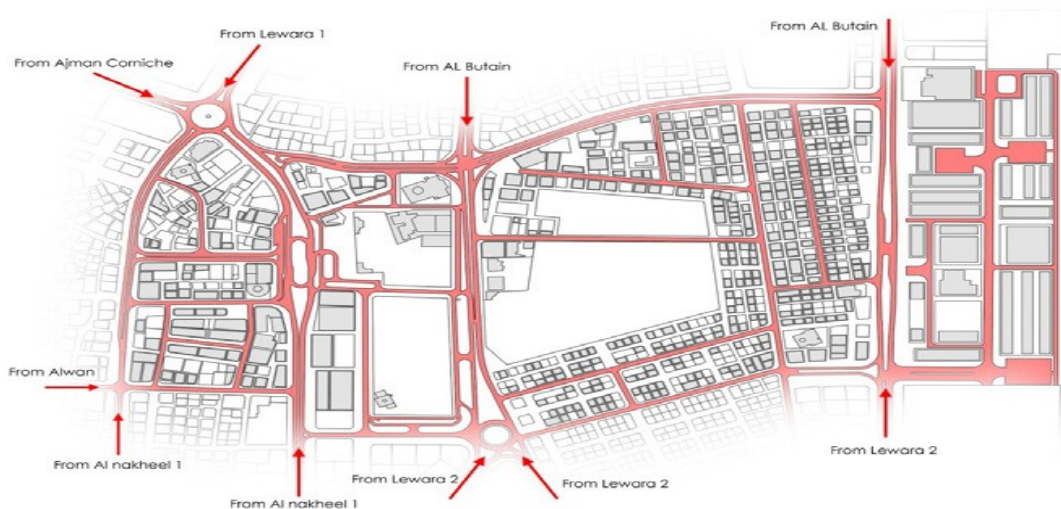 From Lewara 1
From AL Butain
From Ajman Corniche
From AL Butain
From Alwan
From Al nakheel 1
From Al nakheel 1
From Lewara 2
From Lewara 2
From Lewara 2